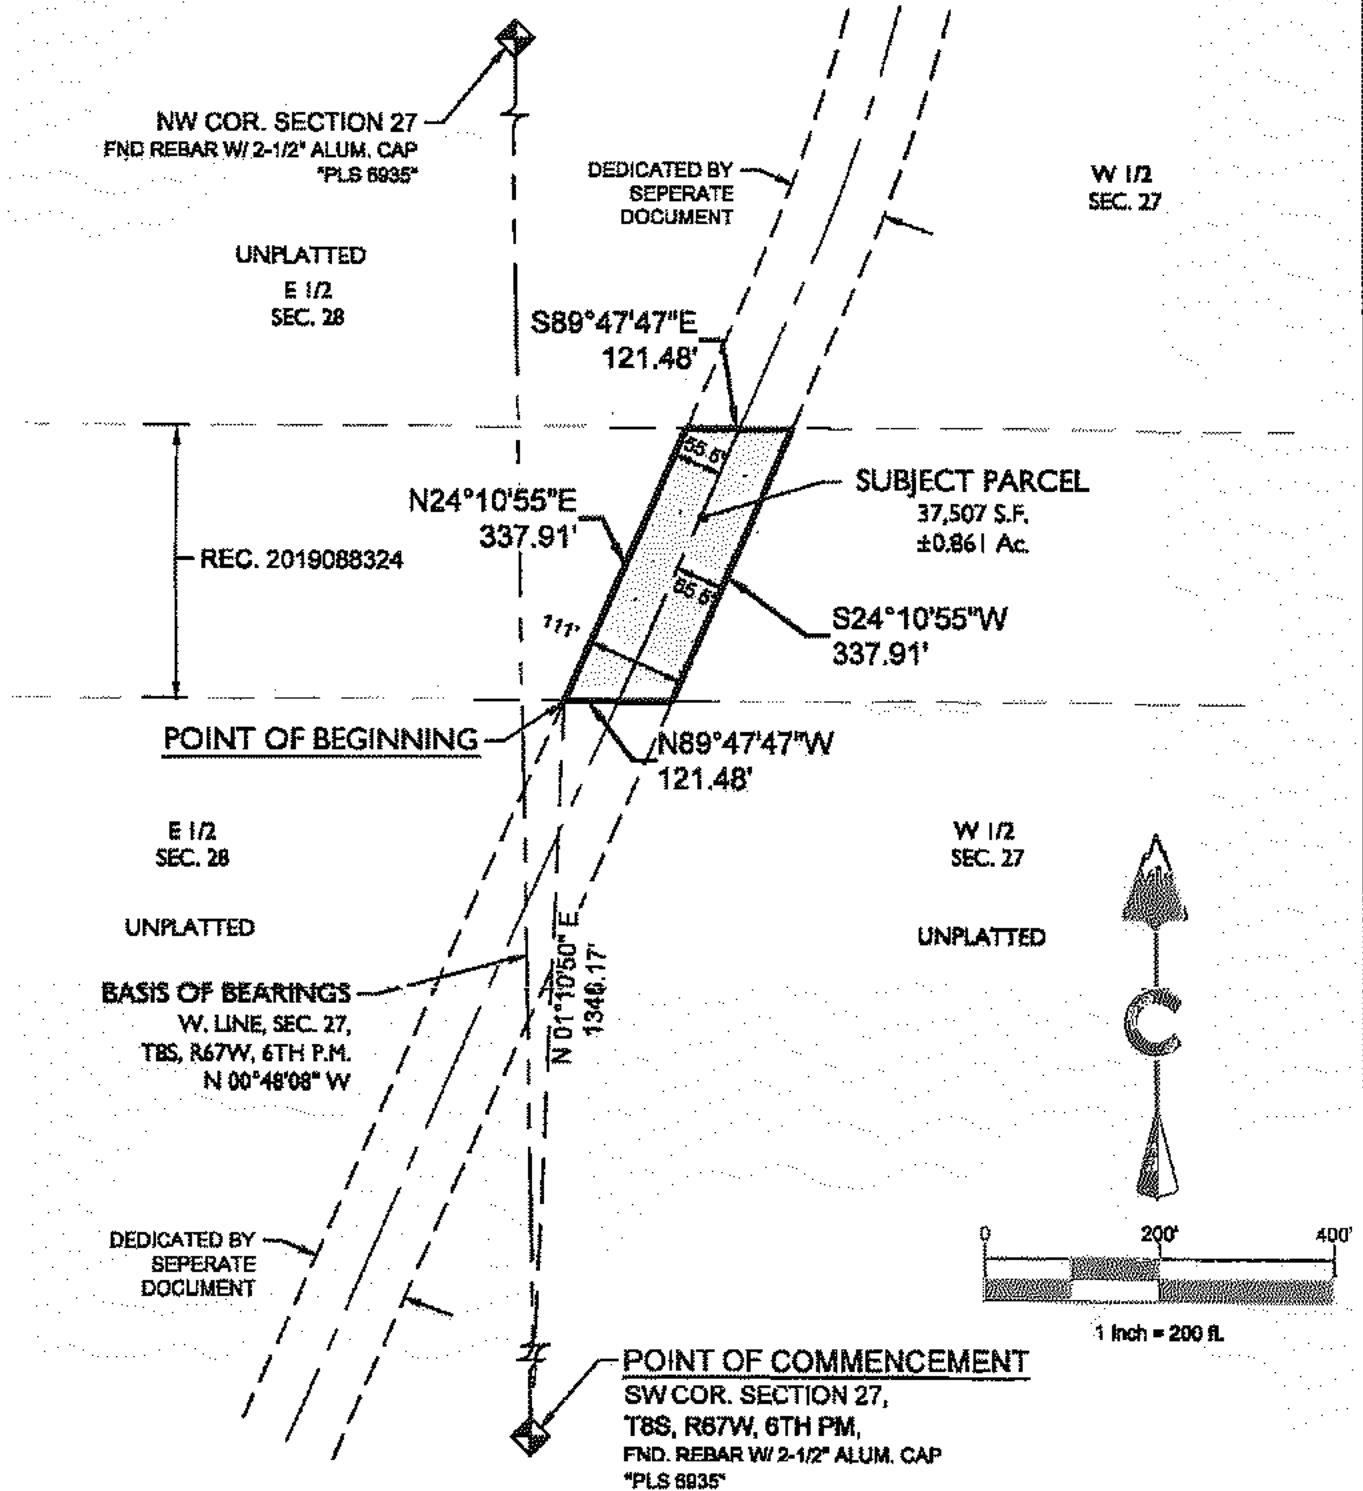 NW COR. SECTION 27
FND REBAR W/ 2-1/2" ALUM. CAP
"PLS 6935"
DEDICATED BY
SEPERATE
DOCUMENT
W 1/2
SEC. 27
UNPLATTED
E 1/2
SEC. 28
S89°47'47"E
121.48'
55.5'
SUBJECT PARCEL
37,507 S.F.
±0.861 Ac.
N24°10'55"E
337.91'
REC. 2019088324
55.5'
S24°10'55"W
337.91'
111'
POINT OF BEGINNING
N89°47'47"W
121.48'
E 1/2
SEC. 28
W 1/2
SEC. 27
UNPLATTED
UNPLATTED
N 01°10'50" E
BASIS OF BEARINGS
W. LINE, SEC. 27,
T8S, R67W, 6TH P.M.
N 00°48'08" W
C
DEDICATED BY
SEPERATE
DOCUMENT
0 200' 400'
1 inch = 200 ft.
POINT OF COMMENCEMENT
SW COR. SECTION 27,
T8S, R67W, 6TH PM,
FND. REBAR W/ 2-1/2" ALUM. CAP
"PLS 6935"